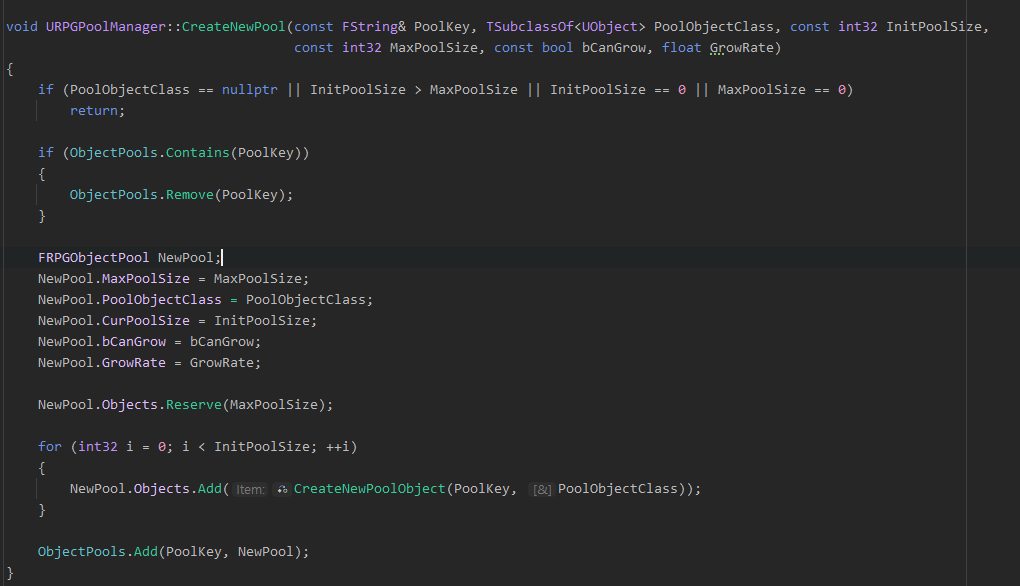 void URPGPoolManager::CreateNewPool(const FString& PoolKey, TSubclassOf<UObject> PoolObjectClass, const int32 InitPoolSize,
const int32 MaxPoolSize, const bool bCanGrow, float GrowRate)
{
if (PoolObjectClass == nullptr || InitPoolSize > MaxPoolSize || InitPoolSize == 0 || MaxPoolSize == 0)
return;
if (ObjectPools.Contains(PoolKey))
{
ObjectPools.Remove(PoolKey);
}
FRPGObjectPool NewPool;
NewPool.MaxPoolSize = MaxPoolSize;
NewPool.PoolObjectClass = PoolObjectClass;
NewPool.CurPoolSize = InitPoolSize;
NewPool.bCanGrow = bCanGrow;
NewPool.GrowRate = GrowRate;
NewPool.Objects.Reserve(MaxPoolSize);
for (int32 i = 0; i < InitPoolSize; ++i)
{
NewPool.Objects.Add( Item: CreateNewPoolObject(PoolKey, [&] PoolObjectClass));
}
ObjectPools.Add(PoolKey, NewPool);
}